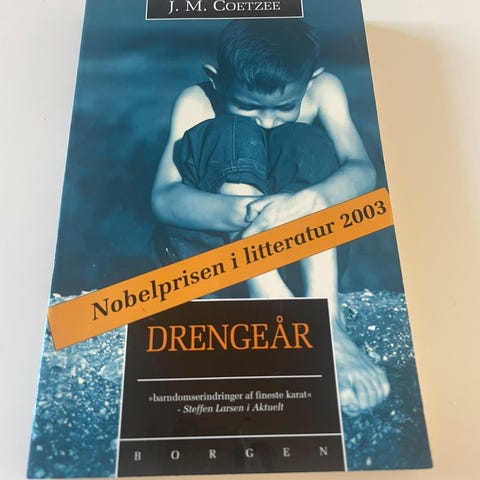 J. M. COETZEE
Nobelprisen i litteratur 2003
DRENGEÅR
»barndomserindringer af fineste karat«
- Steffen Larsen i Aktuelt
BORGEN